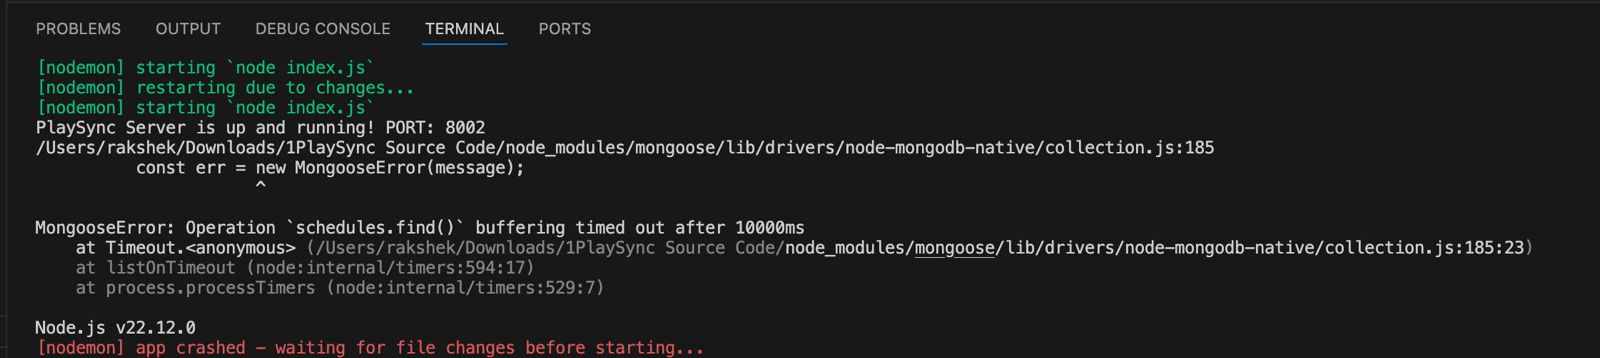 PROBLEMS OUTPUT DEBUG CONSOLE TERMINAL PORTS
[nodemon] starting `node index.js`
[nodemon] restarting due to changes...
[nodemon] starting `node index.js`
PlaySync Server is up and running! PORT: 8002
/Users/rakshek/Downloads/1PlaySync Source Code/node_modules/mongoose/lib/drivers/node-mongodb-native/collection.js:185
const err = new MongooseError(message);
^
MongooseError: Operation `schedules.find()` buffering timed out after 10000ms
at Timeout.<anonymous> (/Users/rakshek/Downloads/1PlaySync Source Code/node_modules/mongoose/lib/drivers/node-mongodb-native/collection.js:185:23)
at listOnTimeout (node:internal/timers:594:17)
at process.processTimers (node:internal/timers:529:7)
Node.js v22.12.0
[nodemon] app crashed - waiting for file changes before starting...